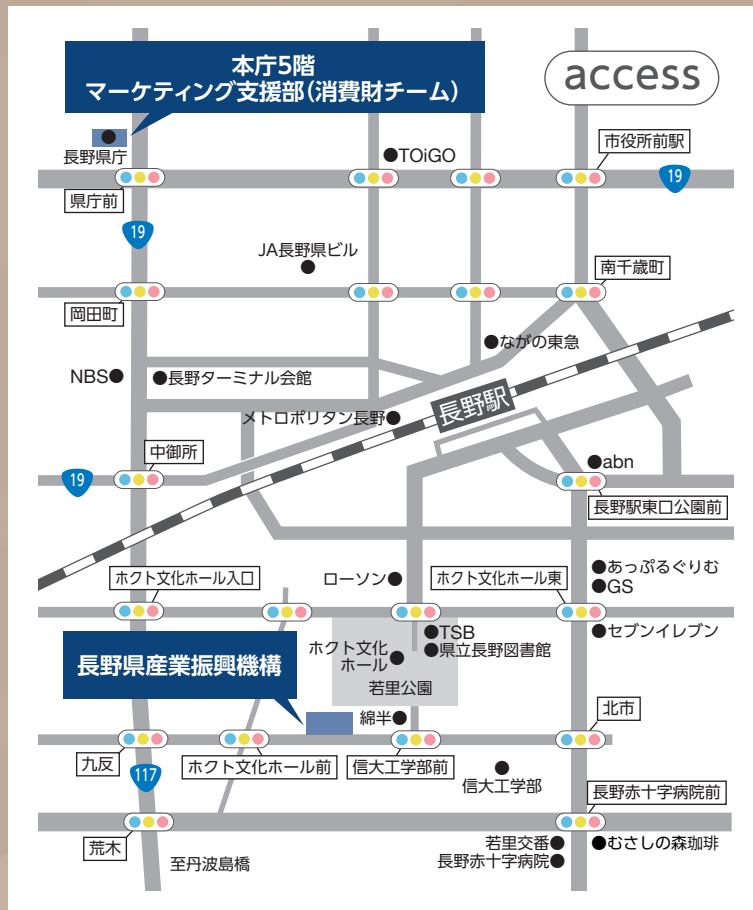 本庁5階
マーケティング支援部（消費財チーム）
access
長野県庁
TOiGO
市役所前駅
県庁前
19
19
JA長野県ビル
南千歳町
岡田町
ながの東急
NBS
長野ターミナル会館
長野駅
メトロポリタン長野
中御所
abn
19
長野駅東口公園前
あっぷるぐりむ
ホクト文化ホール入口
ローソン
ホクト文化ホール東
GS
TSB
セブンイレブン
ホクト文化
ホール
県立長野図書館
長野県産業振興機構
若里公園
綿半
北市
九反
ホクト文化ホール前
信大工学部前
117
信大工学部
長野赤十字病院前
荒木
若里交番
むさしの森珈琲
長野赤十字病院
至丹波島橋